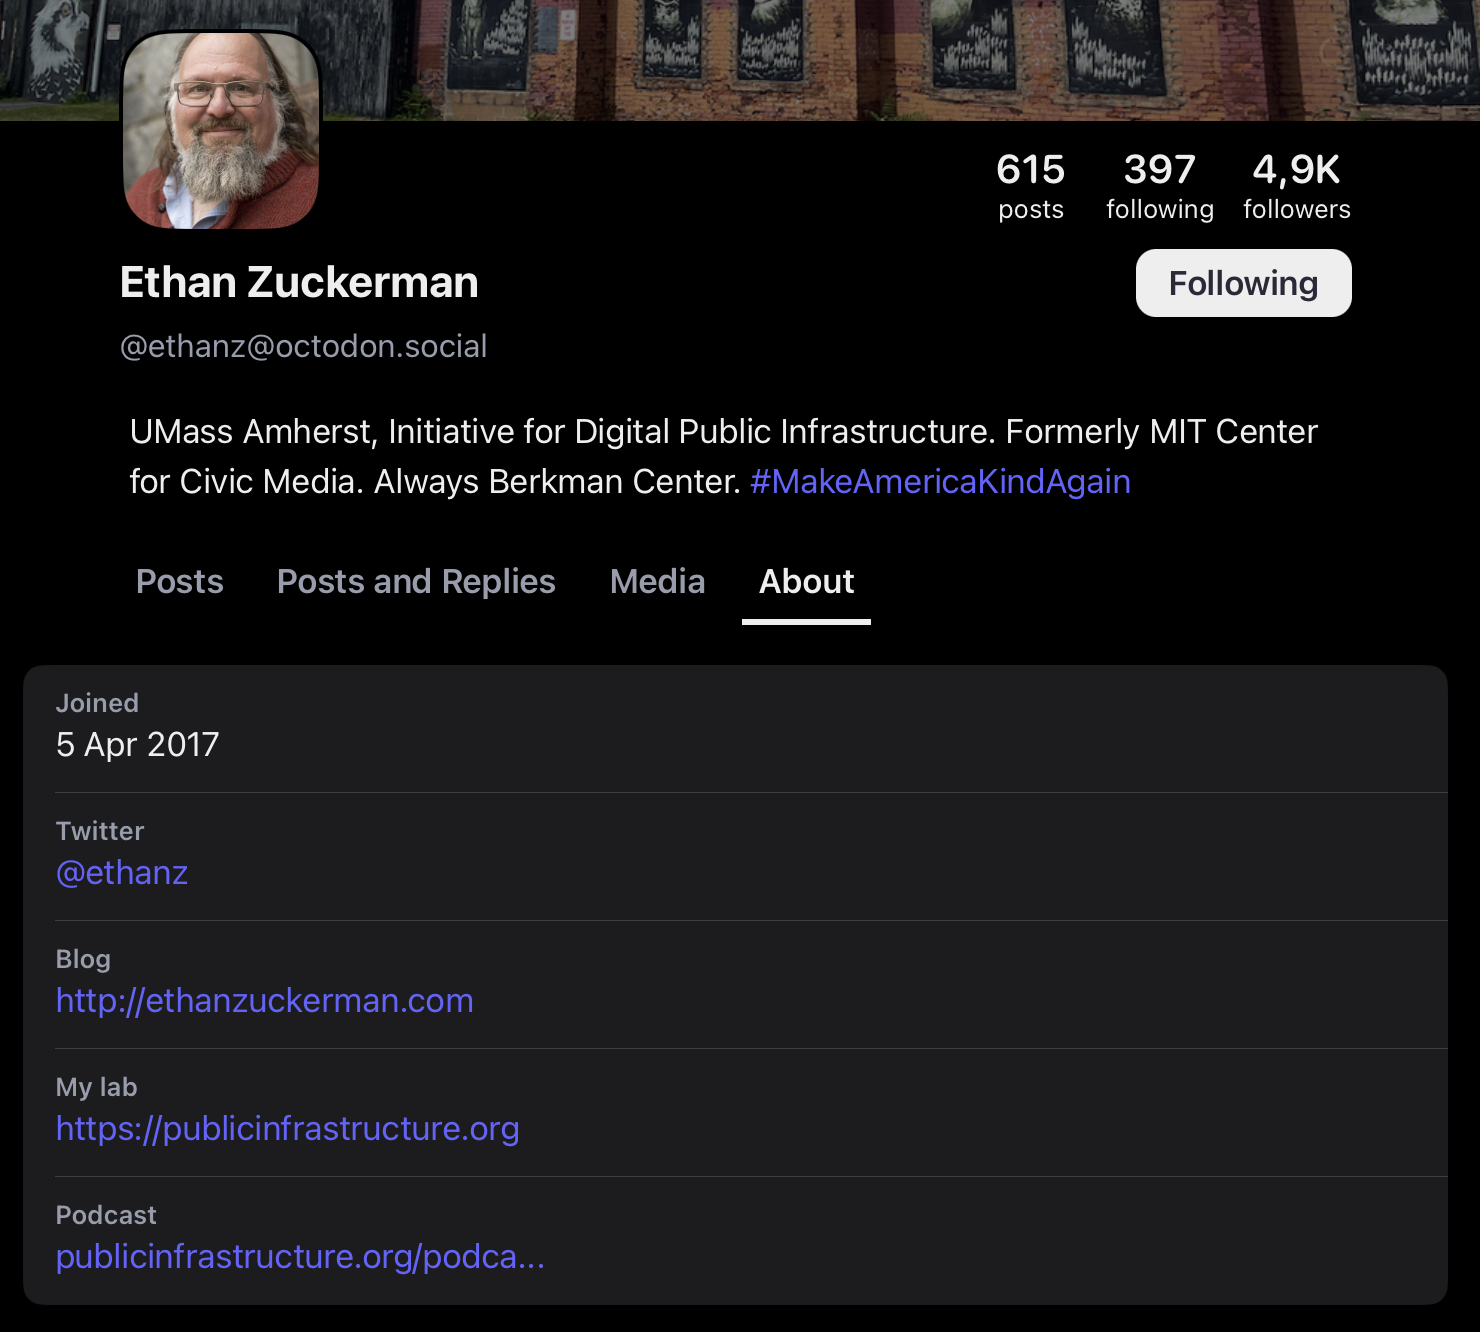 615 397 4,9K
posts following followers
Ethan Zuckerman
Following
@ethanz@octodon.social
UMass Amherst, Initiative for Digital Public Infrastructure. Formerly MIT Center
for Civic Media. Always Berkman Center. #MakeAmericaKindAgain
Posts Posts and Replies Media About
Joined
5 Apr 2017
Twitter
@ethanz
Blog
http://ethanzuckerman.com
My lab
https://publicinfrastructure.org
Podcast
publicinfrastructure.org/podca...